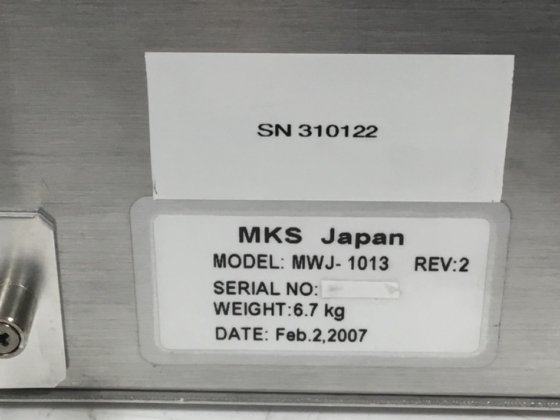 SN 310122
MKS Japan
MODEL: MWJ- 1013 REV:2
SERIAL NO:
WEIGHT:6.7 kg
DATE: Feb.2,2007